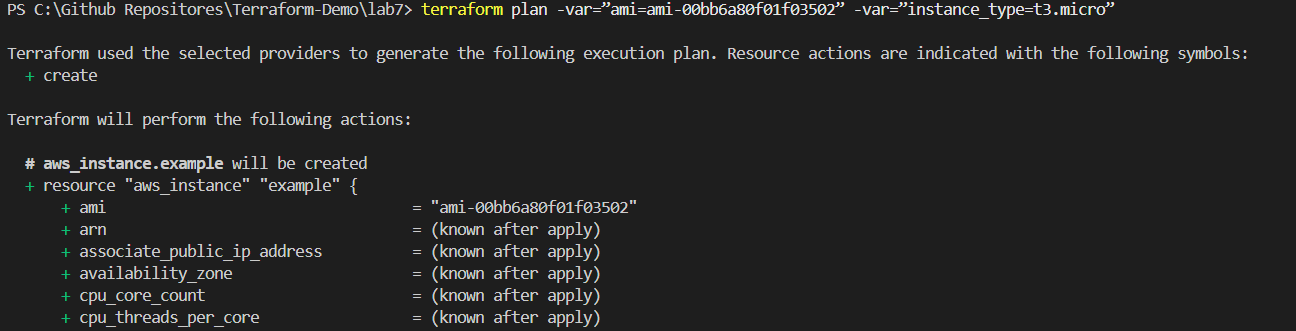 PS C:\Github Repositores\Terraform-Demo\lab7> terraform plan -var=”ami=ami-00bb6a80f01f03502” -var=”instance_type=t3.micro”
Terraform used the selected providers to generate the following execution plan. Resource actions are indicated with the following symbols:
+ create
Terraform will perform the following actions:
# aws_instance.example will be created
+ resource "aws_instance" "example" {
+ ami = "ami-00bb6a80f01f03502"
+ arn = (known after apply)
+ associate_public_ip_address = (known after apply)
+ availability_zone = (known after apply)
+ cpu_core_count = (known after apply)
+ cpu_threads_per_core = (known after apply)